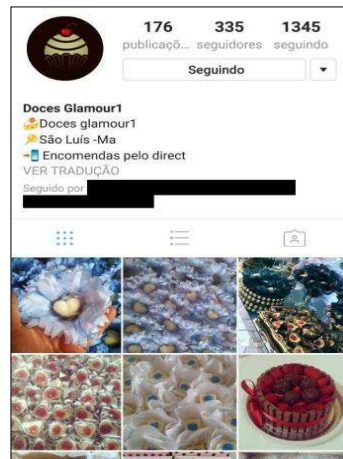 176 335 1345
publicaçõ... seguidores seguindo
Seguindo
Doces Glamour1
Doces glamour1
São Luís -Ma
Encomendas pelo direct
VER TRADUÇÃO
Seguido por